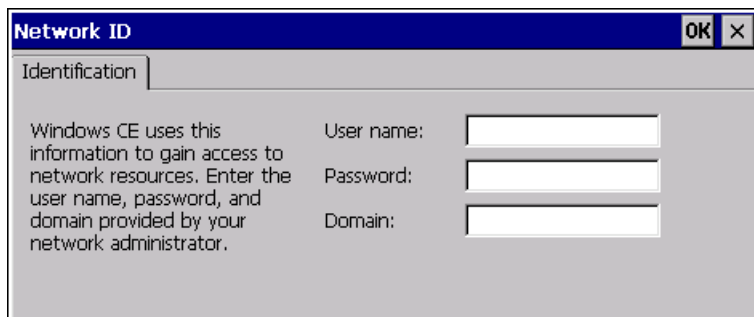 Network ID
OK ×
Identification
Windows CE uses this
information to gain access to
network resources. Enter the
user name, password, and
domain provided by your
network administrator.
User name:
Password:
Domain: